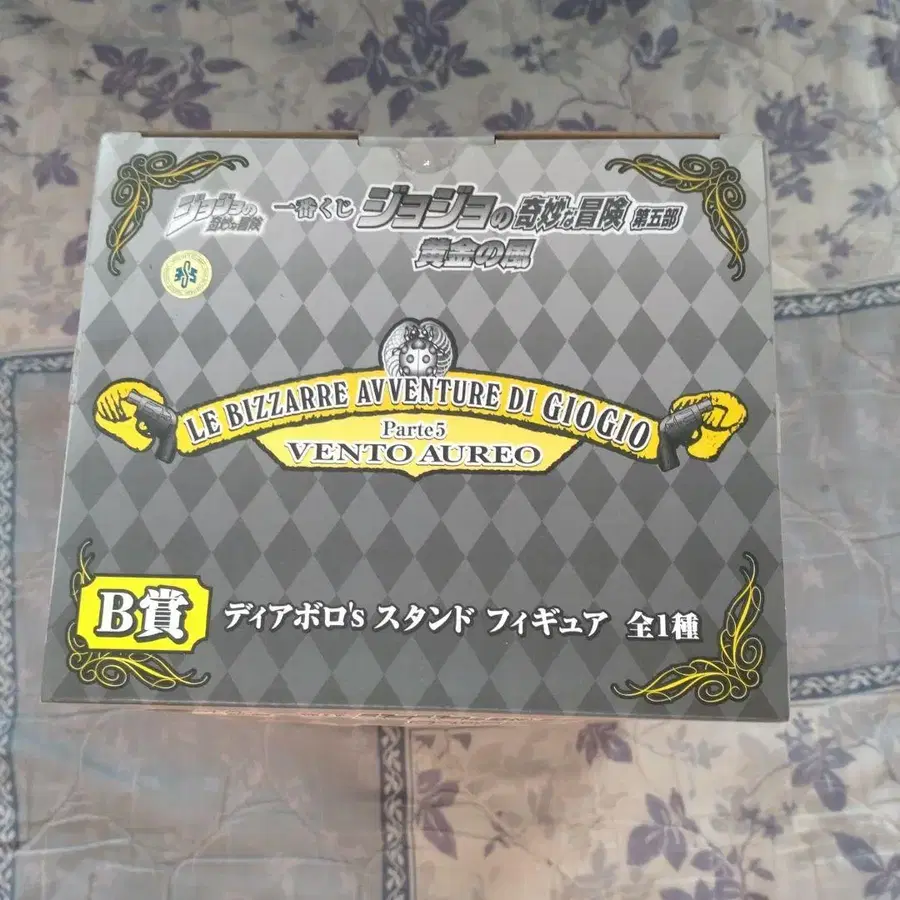 ジョジョの
奇妙な冒険
一番くじ ジョジョの奇妙な冒険 第五部
黄金の風
LE BIZZARRE AVVENTURE DI GIOGIO
Parte5
VENTO AUREO
B賞 ディアボロ's スタンド フィギュア 全1種